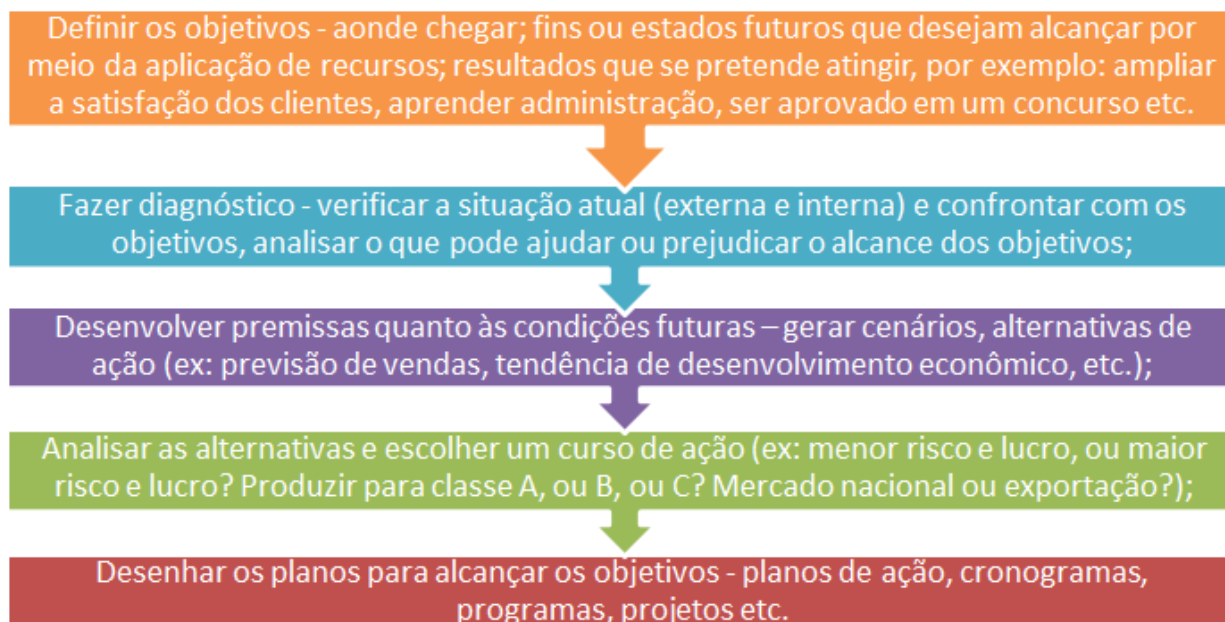 Definir os objetivos - aonde chegar; fins ou estados futuros que desejam alcançar por
meio da aplicação de recursos; resultados que se pretende atingir, por exemplo: ampliar
a satisfação dos clientes, aprender administração, ser aprovado em um concurso etc.
Fazer diagnóstico - verificar a situação atual (externa e interna) e confrontar com os
objetivos, analisar o que pode ajudar ou prejudicar o alcance dos objetivos;
Desenvolver premissas quanto às condições futuras – gerar cenários, alternativas de
ação (ex: previsão de vendas, tendência de desenvolvimento econômico, etc.);
Analisar as alternativas e escolher um curso de ação (ex: menor risco e lucro, ou maior
risco e lucro? Produzir para classe A, ou B, ou C? Mercado nacional ou exportação?);
Desenhar os planos para alcançar os objetivos - planos de ação, cronogramas,
programas, projetos etc.